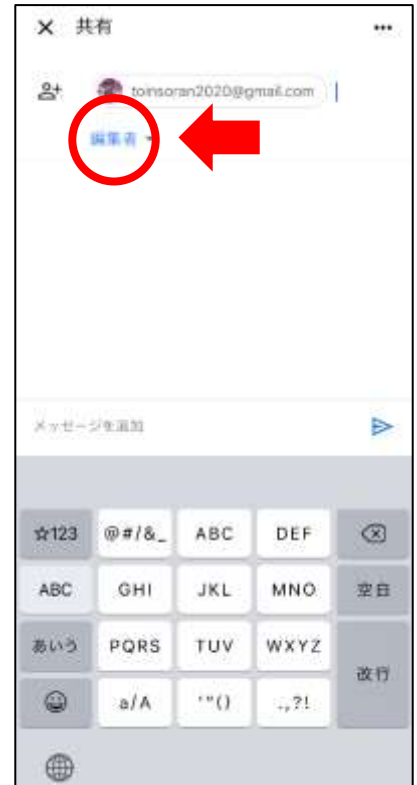 共有 •••
toinsoran2020@gmail.com
編集者
メッセージを追加
☆123 @#/&_ ABC DEF
ABC GHI JKL MNO 空白
あいう PQRS TUV WXYZ
改行
a/A '"() .,?!